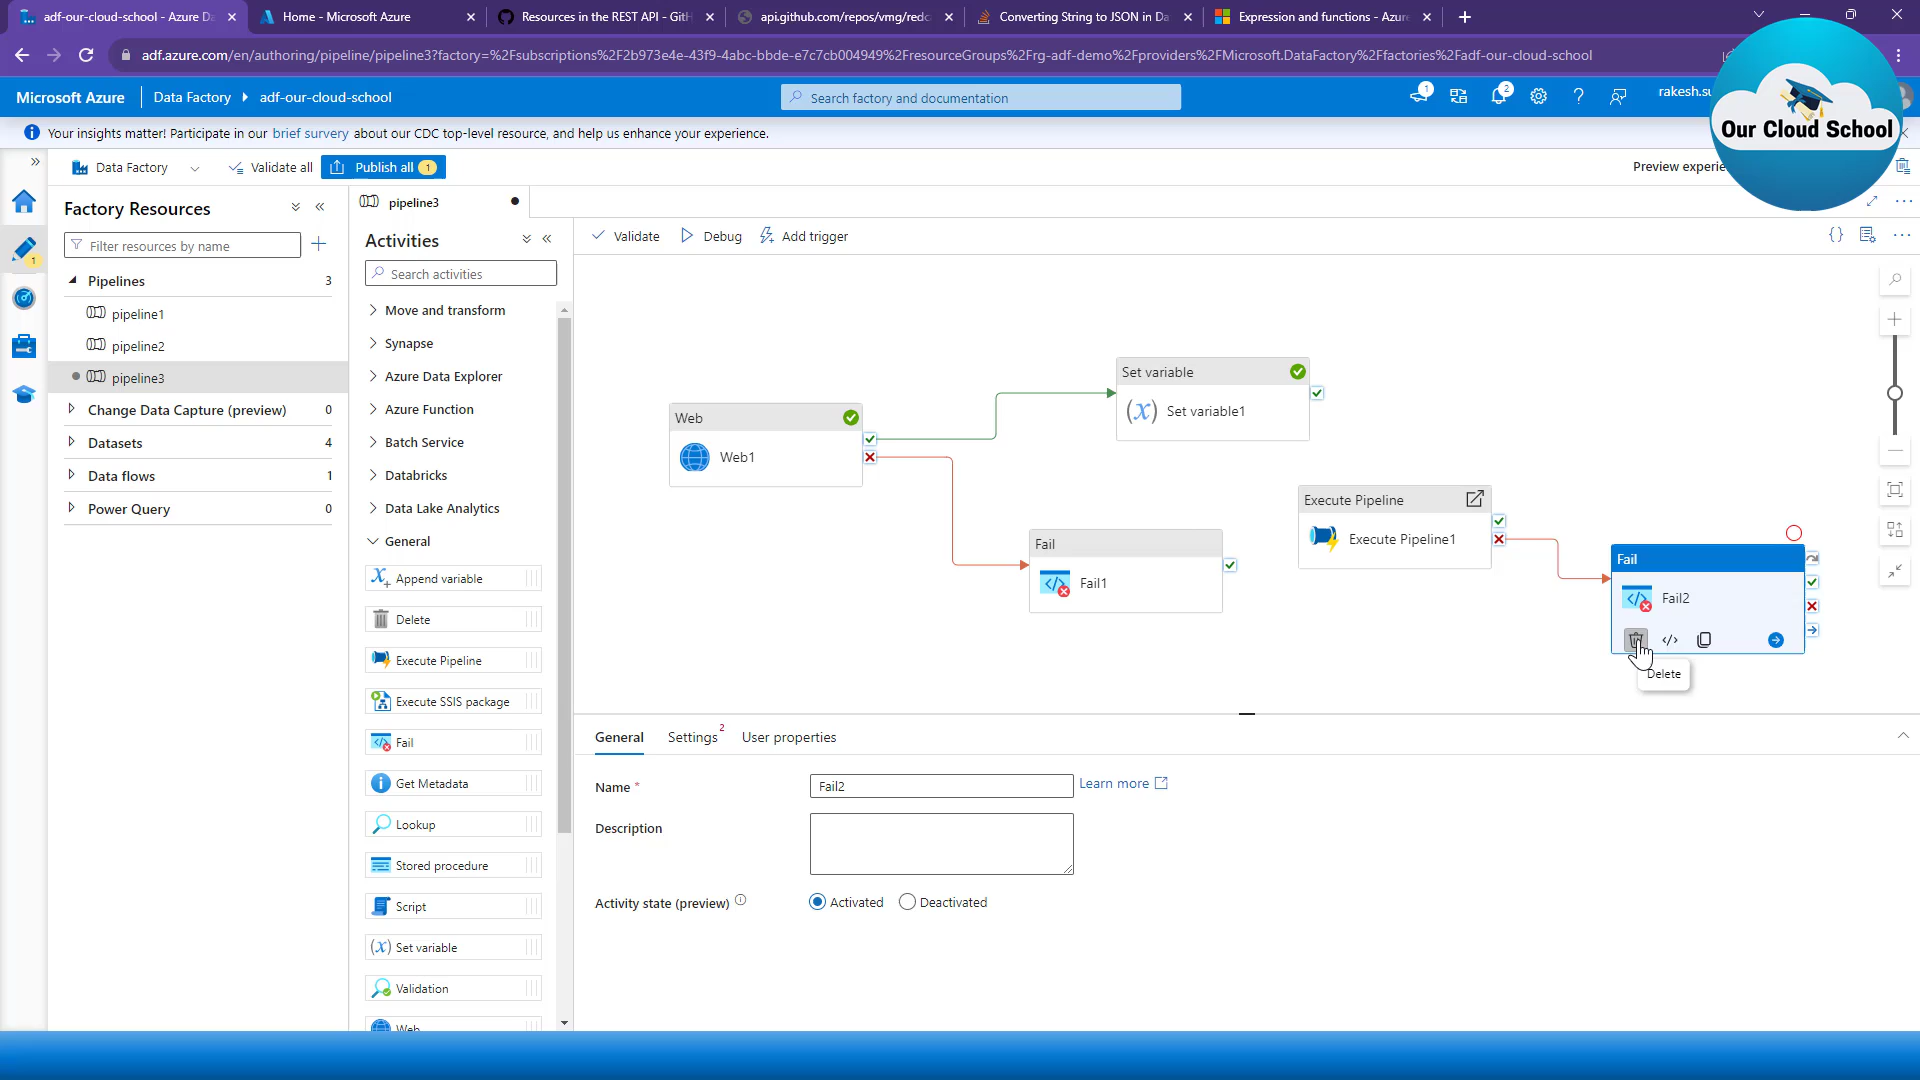 adf-our-cloud-school - Azure Da
Home - Microsoft Azure
Resources in the REST API - GitH
api.github.com/repos/vmg/redc
Converting String to JSON in Da
Expression and functions - Azure
adf.azure.com/en/authoring/pipeline/pipeline3?factory=%2Fsubscriptions%2F2b973e4e-43f9-4abc-bbde-e7c7cb004949%2FresourceGroups%2Frg-adf-demo%2Fproviders%2FMicrosoft.DataFactory%2Ffactories%2Fadf-our-cloud-school
Microsoft Azure
Data Factory
adf-our-cloud-school
Search factory and documentation
1
2
rakesh.su
Our Cloud School
Your insights matter! Participate in our brief survey about our CDC top-level resource, and help us enhance your experience.
Data Factory
Validate all
Publish all 1
Preview experie
Factory Resources
pipeline3
Activities
Validate
Debug
Add trigger
Filter resources by name
Search activities
1
Pipelines 3
pipeline1
pipeline2
pipeline3
Change Data Capture (preview) 0
Datasets 4
Data flows 1
Power Query 0
Move and transform
Synapse
Azure Data Explorer
Azure Function
Batch Service
Databricks
Data Lake Analytics
General
Append variable
Delete
Execute Pipeline
Execute SSIS package
Fail
Get Metadata
Lookup
Stored procedure
Script
Set variable
Validation
Web
Web
Web1
Set variable
(x) Set variable1
Fail
Fail1
Execute Pipeline
Execute Pipeline1
Fail
Fail2
Delete
General
Settings 2
User properties
Name *
Fail2
Learn more
Description
Activity state (preview)
Activated
Deactivated